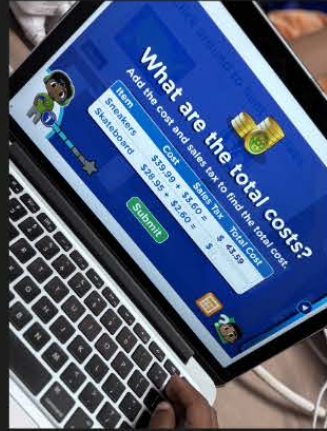 What are the total costs?
Add the cost and sales tax to find the total cost.
Item Cost Sales Tax Total Cost
Sneakers $39.99 + $3.60 = $ 43.59
Skateboard $28.95 + $2.60 = $
Submit